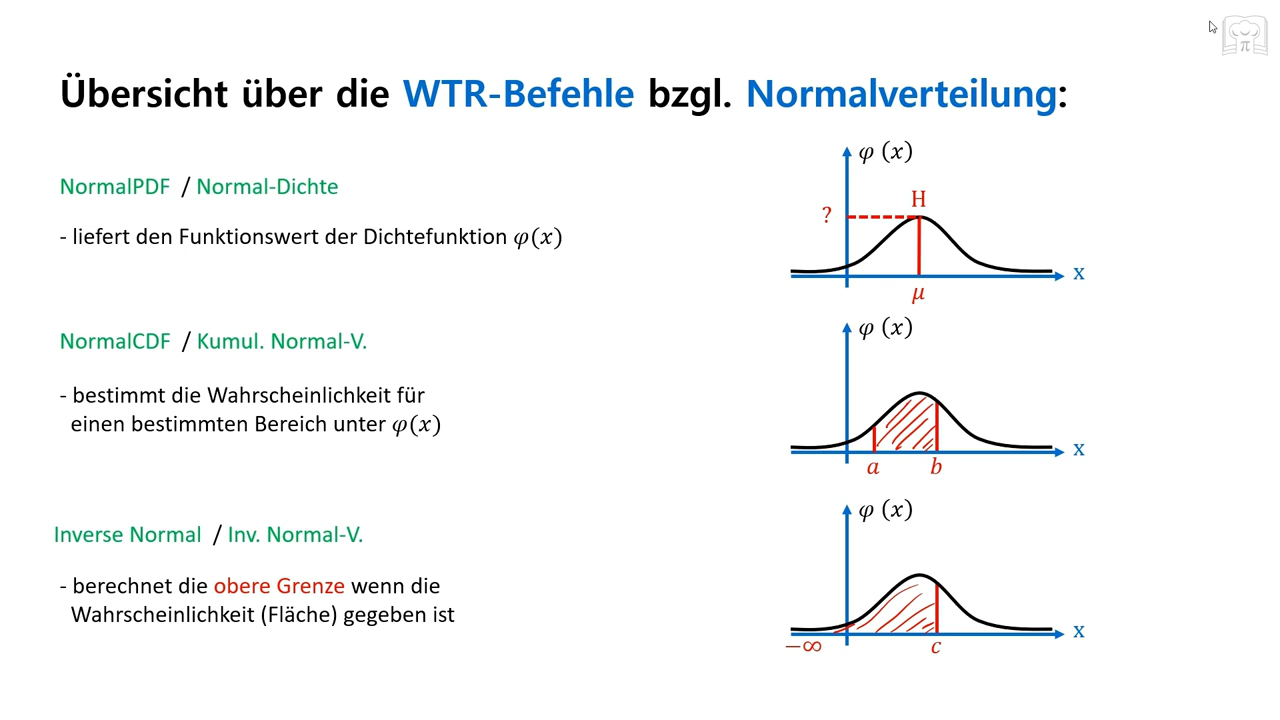 Übersicht über die WTR-Befehle bzgl. Normalverteilung:
NormalPDF / Normal-Dichte
- liefert den Funktionswert der Dichtefunktion φ(x)
φ (x)
H
?
x
μ
NormalCDF / Kumul. Normal-V.
- bestimmt die Wahrscheinlichkeit für
einen bestimmten Bereich unter φ(x)
φ (x)
x
a b
Inverse Normal / Inv. Normal-V.
- berechnet die obere Grenze wenn die
Wahrscheinlichkeit (Fläche) gegeben ist
φ (x)
x
−∞ c
π